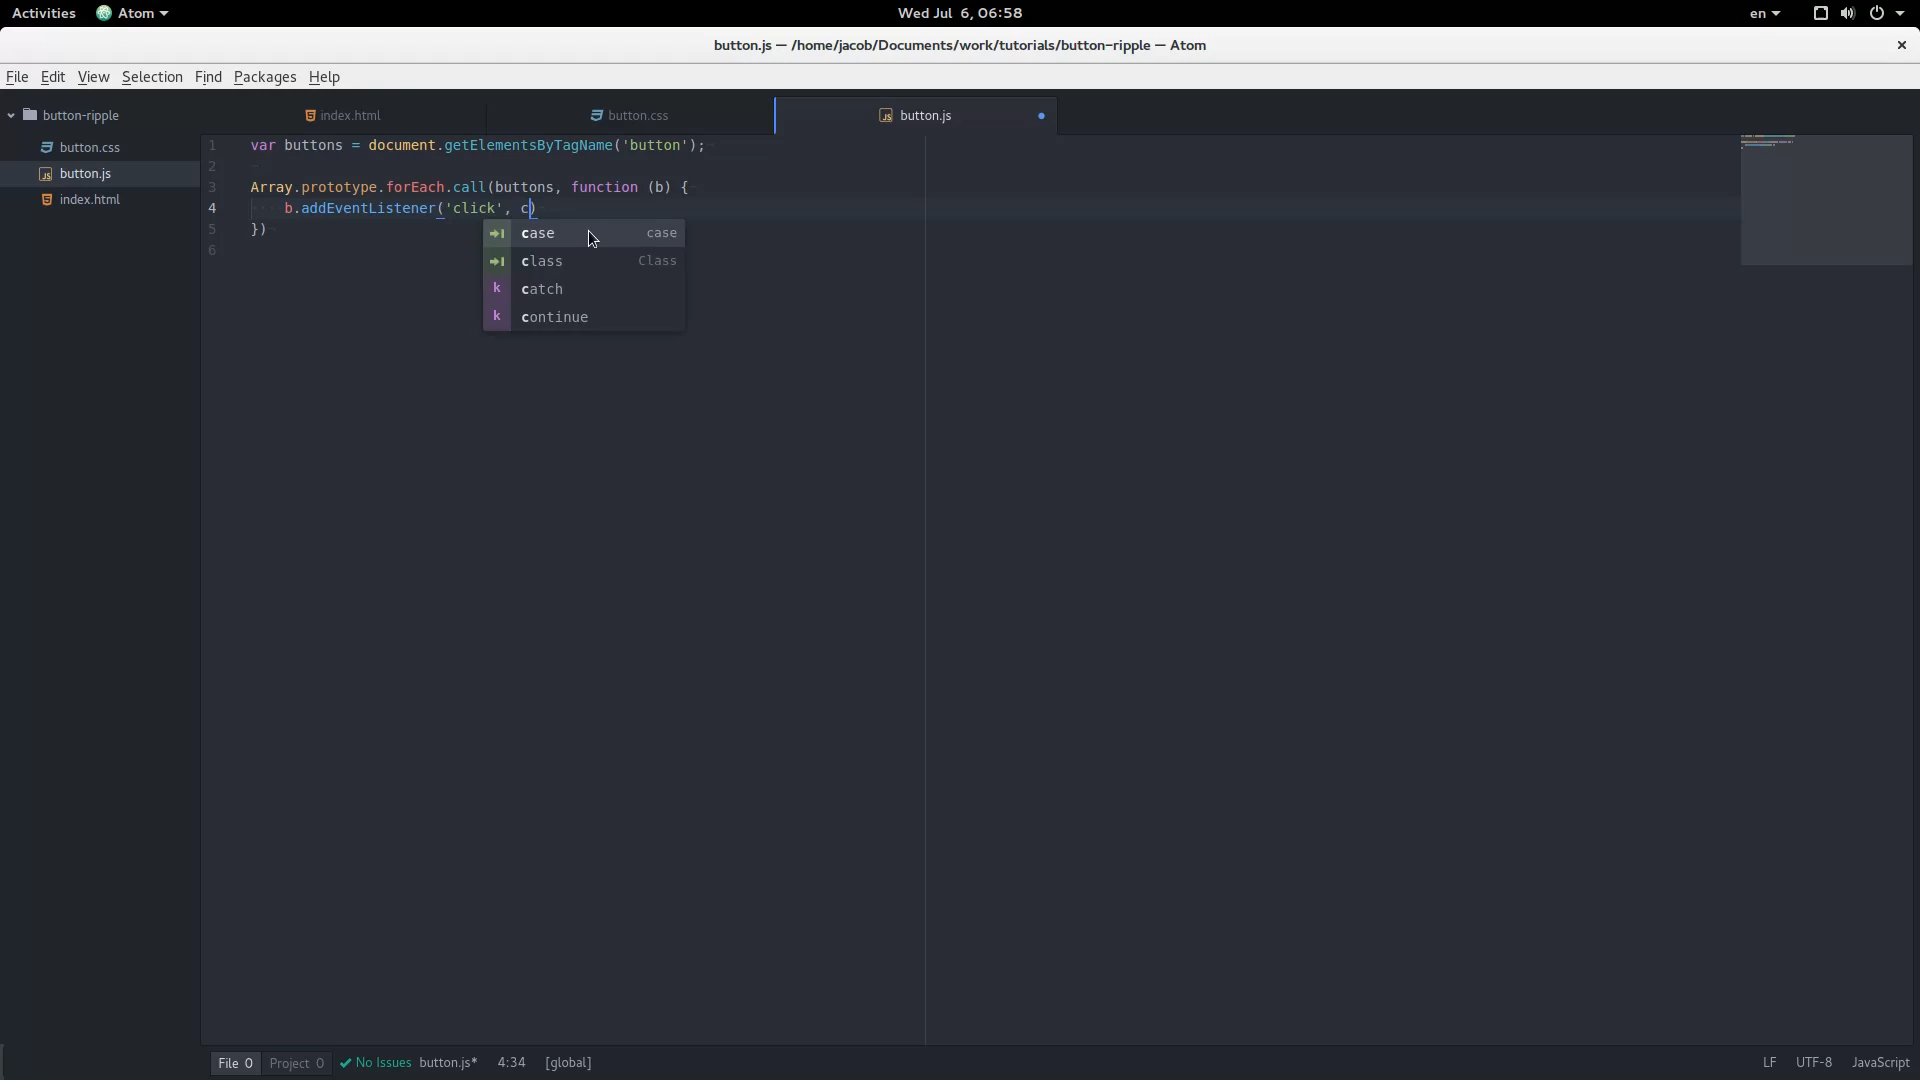 Activities Atom Wed Jul 6, 06:58 en
button.js — /home/jacob/Documents/work/tutorials/button-ripple — Atom
File Edit View Selection Find Packages Help
button-ripple
button.css
button.js
index.html
index.html button.css button.js
1 var buttons = document.getElementsByTagName('button');
2
3 Array.prototype.forEach.call(buttons, function (b) {
4 b.addEventListener('click', c)
5 })
6
case case
class Class
k catch
k continue
File 0 Project 0 No Issues button.js* 4:34 [global] LF UTF-8 JavaScript